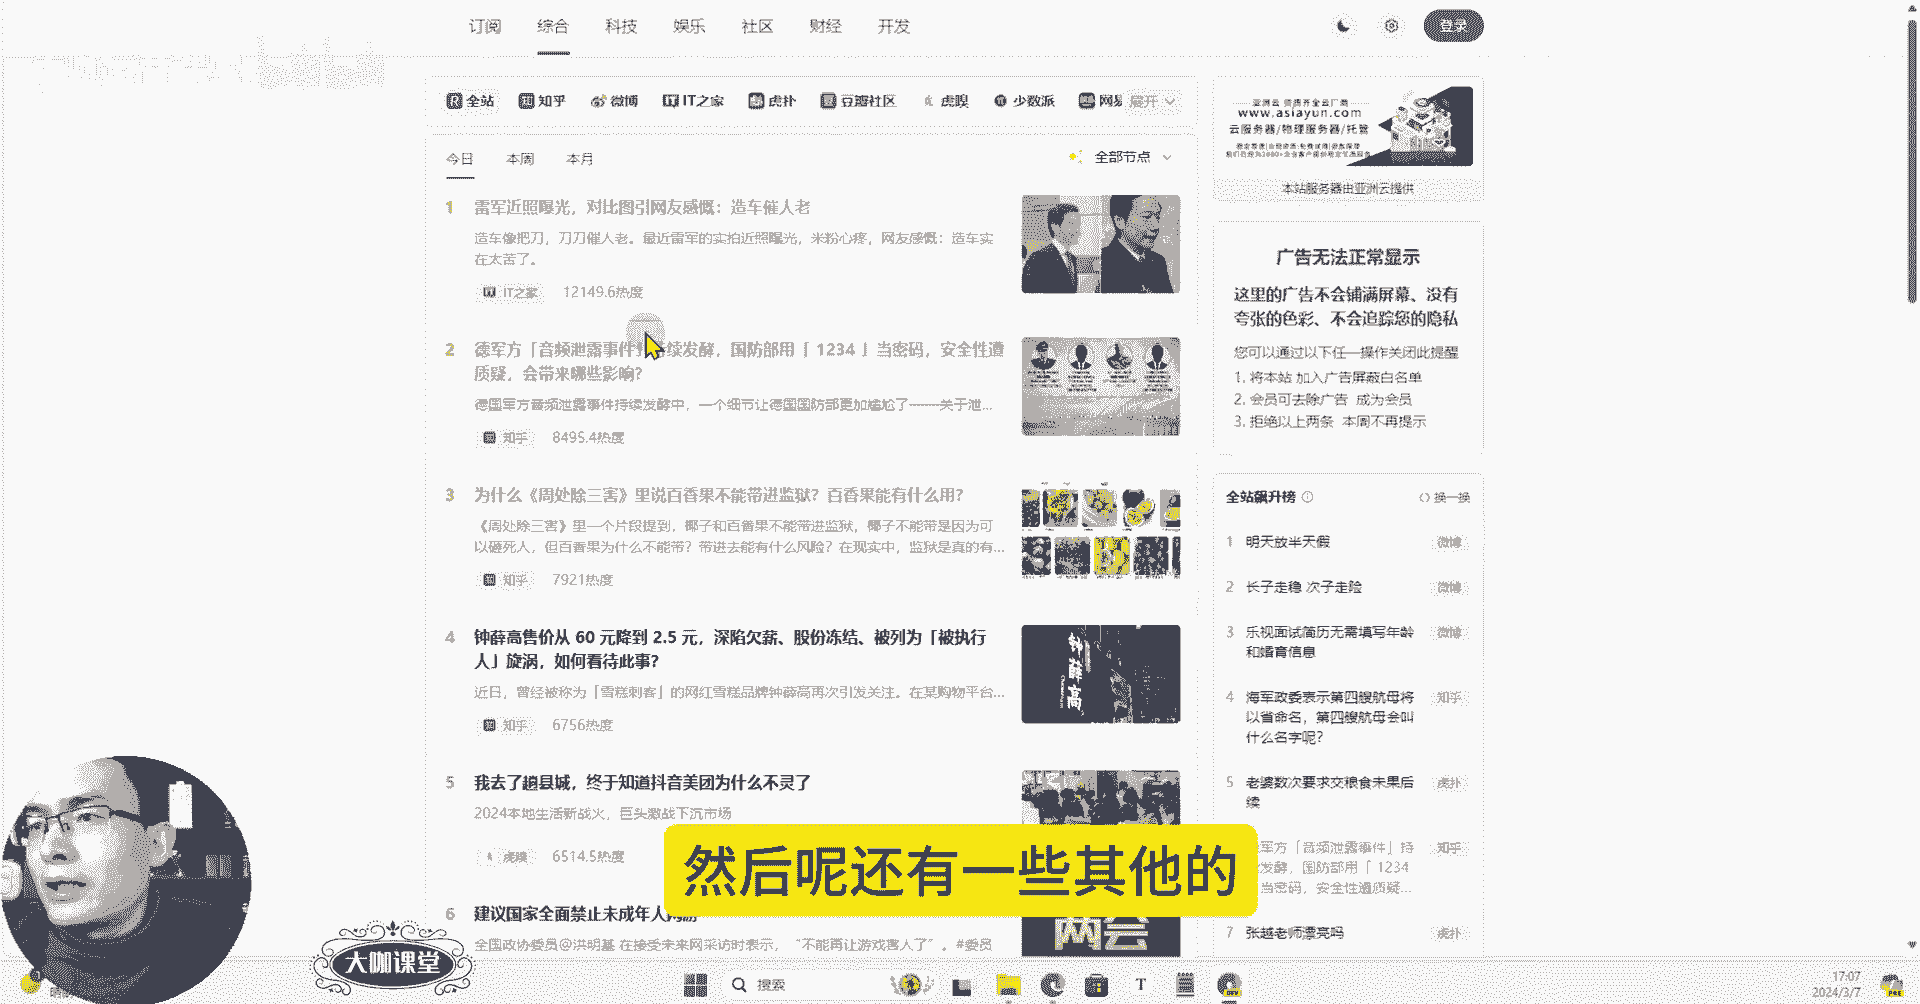 订阅 综合 科技 娱乐 社区 财经 开发
登录
全站 知乎 微博 IT之家 虎扑 豆瓣社区 虎嗅 少数派 网易 展开
今日 本周 本月
全部节点
1 雷军近照曝光，对比图引网友感慨：造车催人老
造车像把刀，刀刀催人老。最近雷军的实拍近照曝光，米粉心疼，网友感慨：造车实
在太苦了。
IT之家 12149.6热度
2 德军方「音频泄露事件」持续发酵，国防部用「 1234 」当密码，安全性遭
质疑，会带来哪些影响？
德国军方音频泄露事件持续发酵中，一个细节让德国国防部更加尴尬了——关于泄...
知乎 8495.4热度
3 为什么《周处除三害》里说百香果不能带进监狱？百香果能有什么用？
《周处除三害》里一个片段提到，椰子和百香果不能带进监狱，椰子不能带是因为可
以砸死人，但百香果为什么不能带？带进去能有什么风险？在现实中，监狱是真的有...
知乎 7921热度
4 钟薛高售价从 60 元降到 2.5 元，深陷欠薪、股份冻结、被列为「被执行
人」旋涡，如何看待此事？
近日，曾经被称为「雪糕刺客」的网红雪糕品牌钟薛高再次引发关注。在某购物平台...
知乎 6756热度
钟薛高
5 我去了趟县城，终于知道抖音美团为什么不灵了
2024本地生活新战火，巨头激战下沉市场
虎嗅 6514.5热度
6 建议国家全面禁止未成年人网游
全国政协委员@洪明基 在接受未来网采访时表示，“不能再让游戏害人了”。#委员
两会
亚洲云 资质齐全云厂商
www.asiayun.com
云服务器/物理服务器/托管
本站服务器由亚洲云提供
广告无法正常显示
这里的广告不会铺满屏幕、没有
夸张的色彩、不会追踪您的隐私
您可以通过以下任一操作关闭此提醒
1. 将本站 加入广告屏蔽白名单
2. 会员可去除广告 成为会员
3. 拒绝以上两条 本周不再提示
全站飙升榜 换一换
1 明天放半天假 微博
2 长子走稳 次子走险 微博
3 乐视面试简历无需填写年龄 微博
和婚育信息
4 海军政委表示第四艘航母将 知乎
以省命名，第四艘航母会叫
什么名字呢？
5 老婆数次要求交粮食未果后 虎扑
续
军方「音频泄露事件」持 知乎
发酵，国防部用「 1234
当密码，安全性遭质疑...
7 张越老师漂亮吗 虎扑
然后呢还有一些其他的
大咖课堂
搜索
17:07
2024/3/7